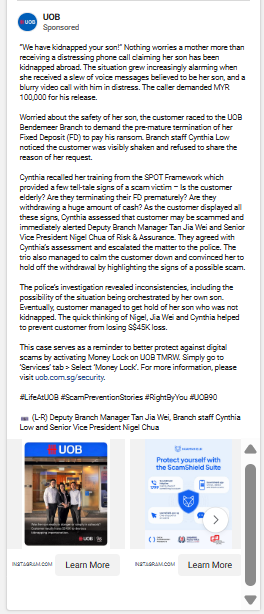 UOB
Sponsored
"We have kidnapped your son!" Nothing worries a mother more than
receiving a distressing phone call claiming her son has been
kidnapped abroad. The situation grew increasingly alarming when
she received a slew of voice messages believed to be her son, and a
blurry video call with him in distress. The caller demanded MYR
100,000 for his release.
Worried about the safety of her son, the customer raced to the UOB
Bendemeer Branch to demand the pre-mature termination of her
Fixed Deposit (FD) to pay his ransom. Branch staff Cynthia Low
noticed the customer was visibly shaken and refused to share the
reason of her request.
Cynthia recalled her training from the SPOT Framework which
provided a few tell-tale signs of a scam victim – Is the customer
elderly? Are they terminating their FD prematurely? Are they
withdrawing a huge amount of cash? As the customer displayed all
these signs, Cynthia assessed that customer may be scammed and
immediately alerted Deputy Branch Manager Tan Jia Wei and Senior
Vice President Nigel Chua of Risk & Assurance. They agreed with
Cynthia's assessment and escalated the matter to the police. The
trio also managed to calm the customer down and convinced her to
hold off the withdrawal by highlighting the signs of a possible scam.
The police's investigation revealed inconsistencies, including the
possibility of the situation being orchestrated by her own son.
Eventually, customer managed to get hold of her son who was not
kidnapped. The quick thinking of Nigel, Jia Wei and Cynthia helped
to prevent customer from losing S$45K loss.
This case serves as a reminder to better protect against digital
scams by activating Money Lock on UOB TMRW. Simply go to
'Services' tab > Select 'Money Lock'. For more information, please
visit uob.com.sg/security.
#LifeAtUOB #ScamPreventionStories #RightByYou #UOB90
📷 (L-R) Deputy Branch Manager Tan Jia Wei, Branch staff Cynthia
Low and Senior Vice President Nigel Chua
UOB
UOB
Protect yourself with
the ScamShield Suite
INSTAGRAM.COM
Learn More
INSTAGRAM.COM
Learn More